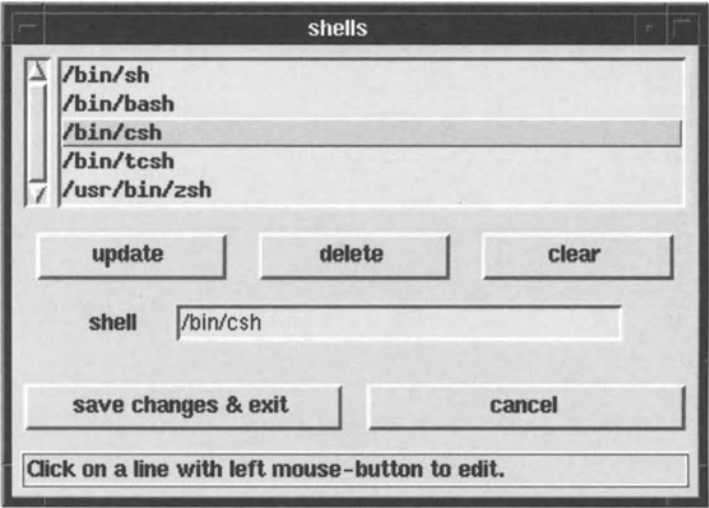 shells
/bin/sh
/bin/bash
/bin/csh
/bin/tcsh
/usr/bin/zsh
update delete clear
shell /bin/csh
save changes & exit cancel
Click on a line with left mouse-button to edit.